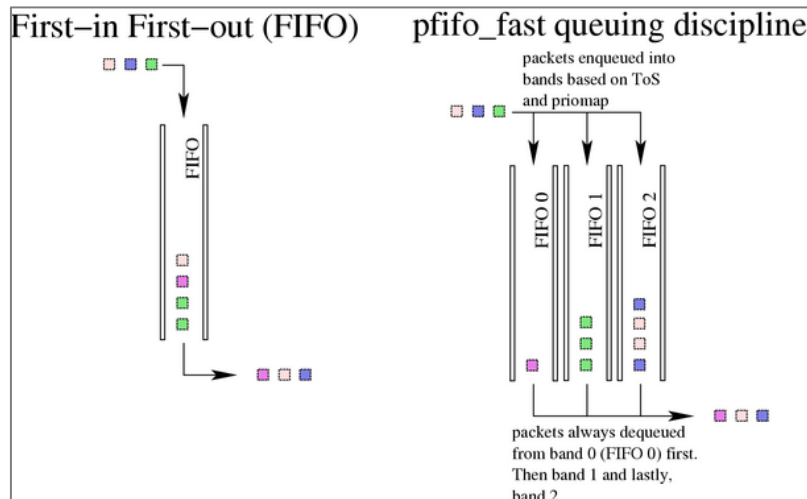 First-in First-out (FIFO)
FIFO
pfifo_fast queuing discipline
packets enqueued into
bands based on ToS
and priomap
FIFO 0
FIFO 1
FIFO 2
packets always dequeued
from band 0 (FIFO 0) first.
Then band 1 and lastly,
band 2